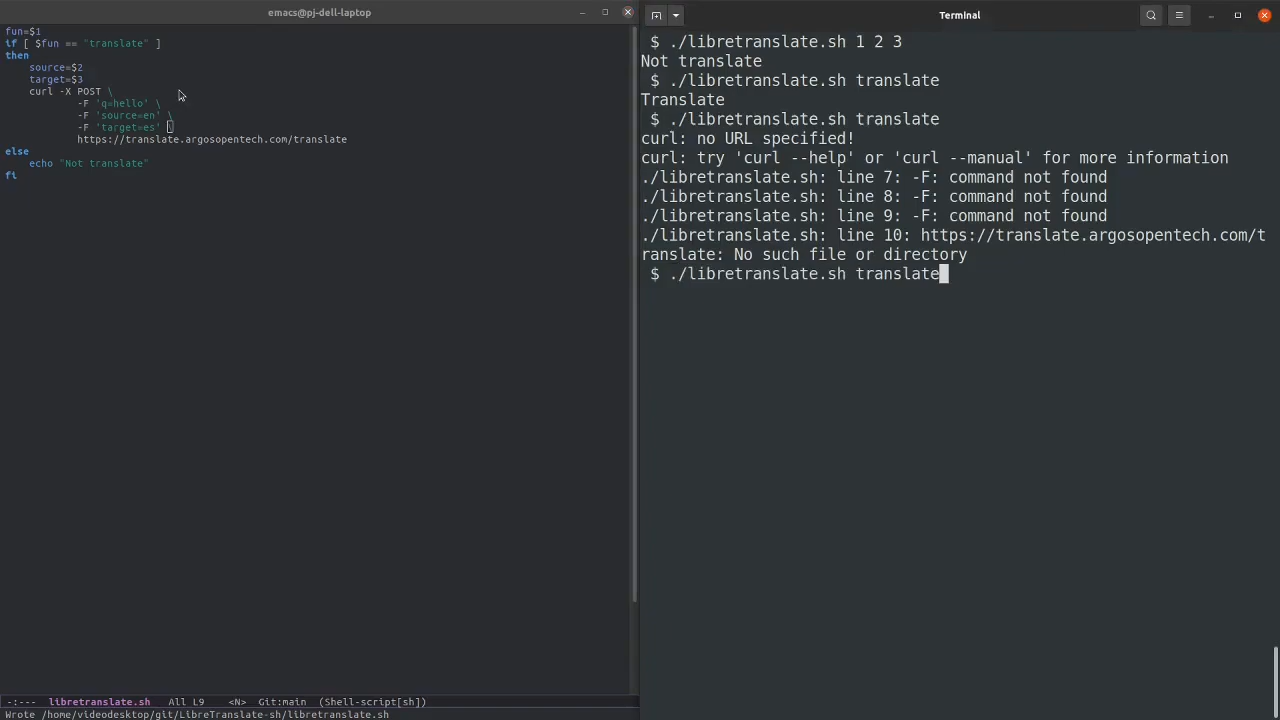 emacs@pj-dell-laptop
fun=$1
if [ $fun == "translate" ]
then
    source=$2
    target=$3
    curl -X POST \
            -F 'q=hello' \
            -F 'source=en' \
            -F 'target=es' \
            https://translate.argosopentech.com/translate
else
    echo "Not translate"
fi
-:---  libretranslate.sh   All L9    <N>  Git:main  (Shell-script[sh])
Wrote /home/videodesktop/git/LibreTranslate-sh/libretranslate.sh
Terminal
$ ./libretranslate.sh 1 2 3
Not translate
$ ./libretranslate.sh translate
Translate
$ ./libretranslate.sh translate
curl: no URL specified!
curl: try 'curl --help' or 'curl --manual' for more information
./libretranslate.sh: line 7: -F: command not found
./libretranslate.sh: line 8: -F: command not found
./libretranslate.sh: line 9: -F: command not found
./libretranslate.sh: line 10: https://translate.argosopentech.com/t
ranslate: No such file or directory
$ ./libretranslate.sh translate